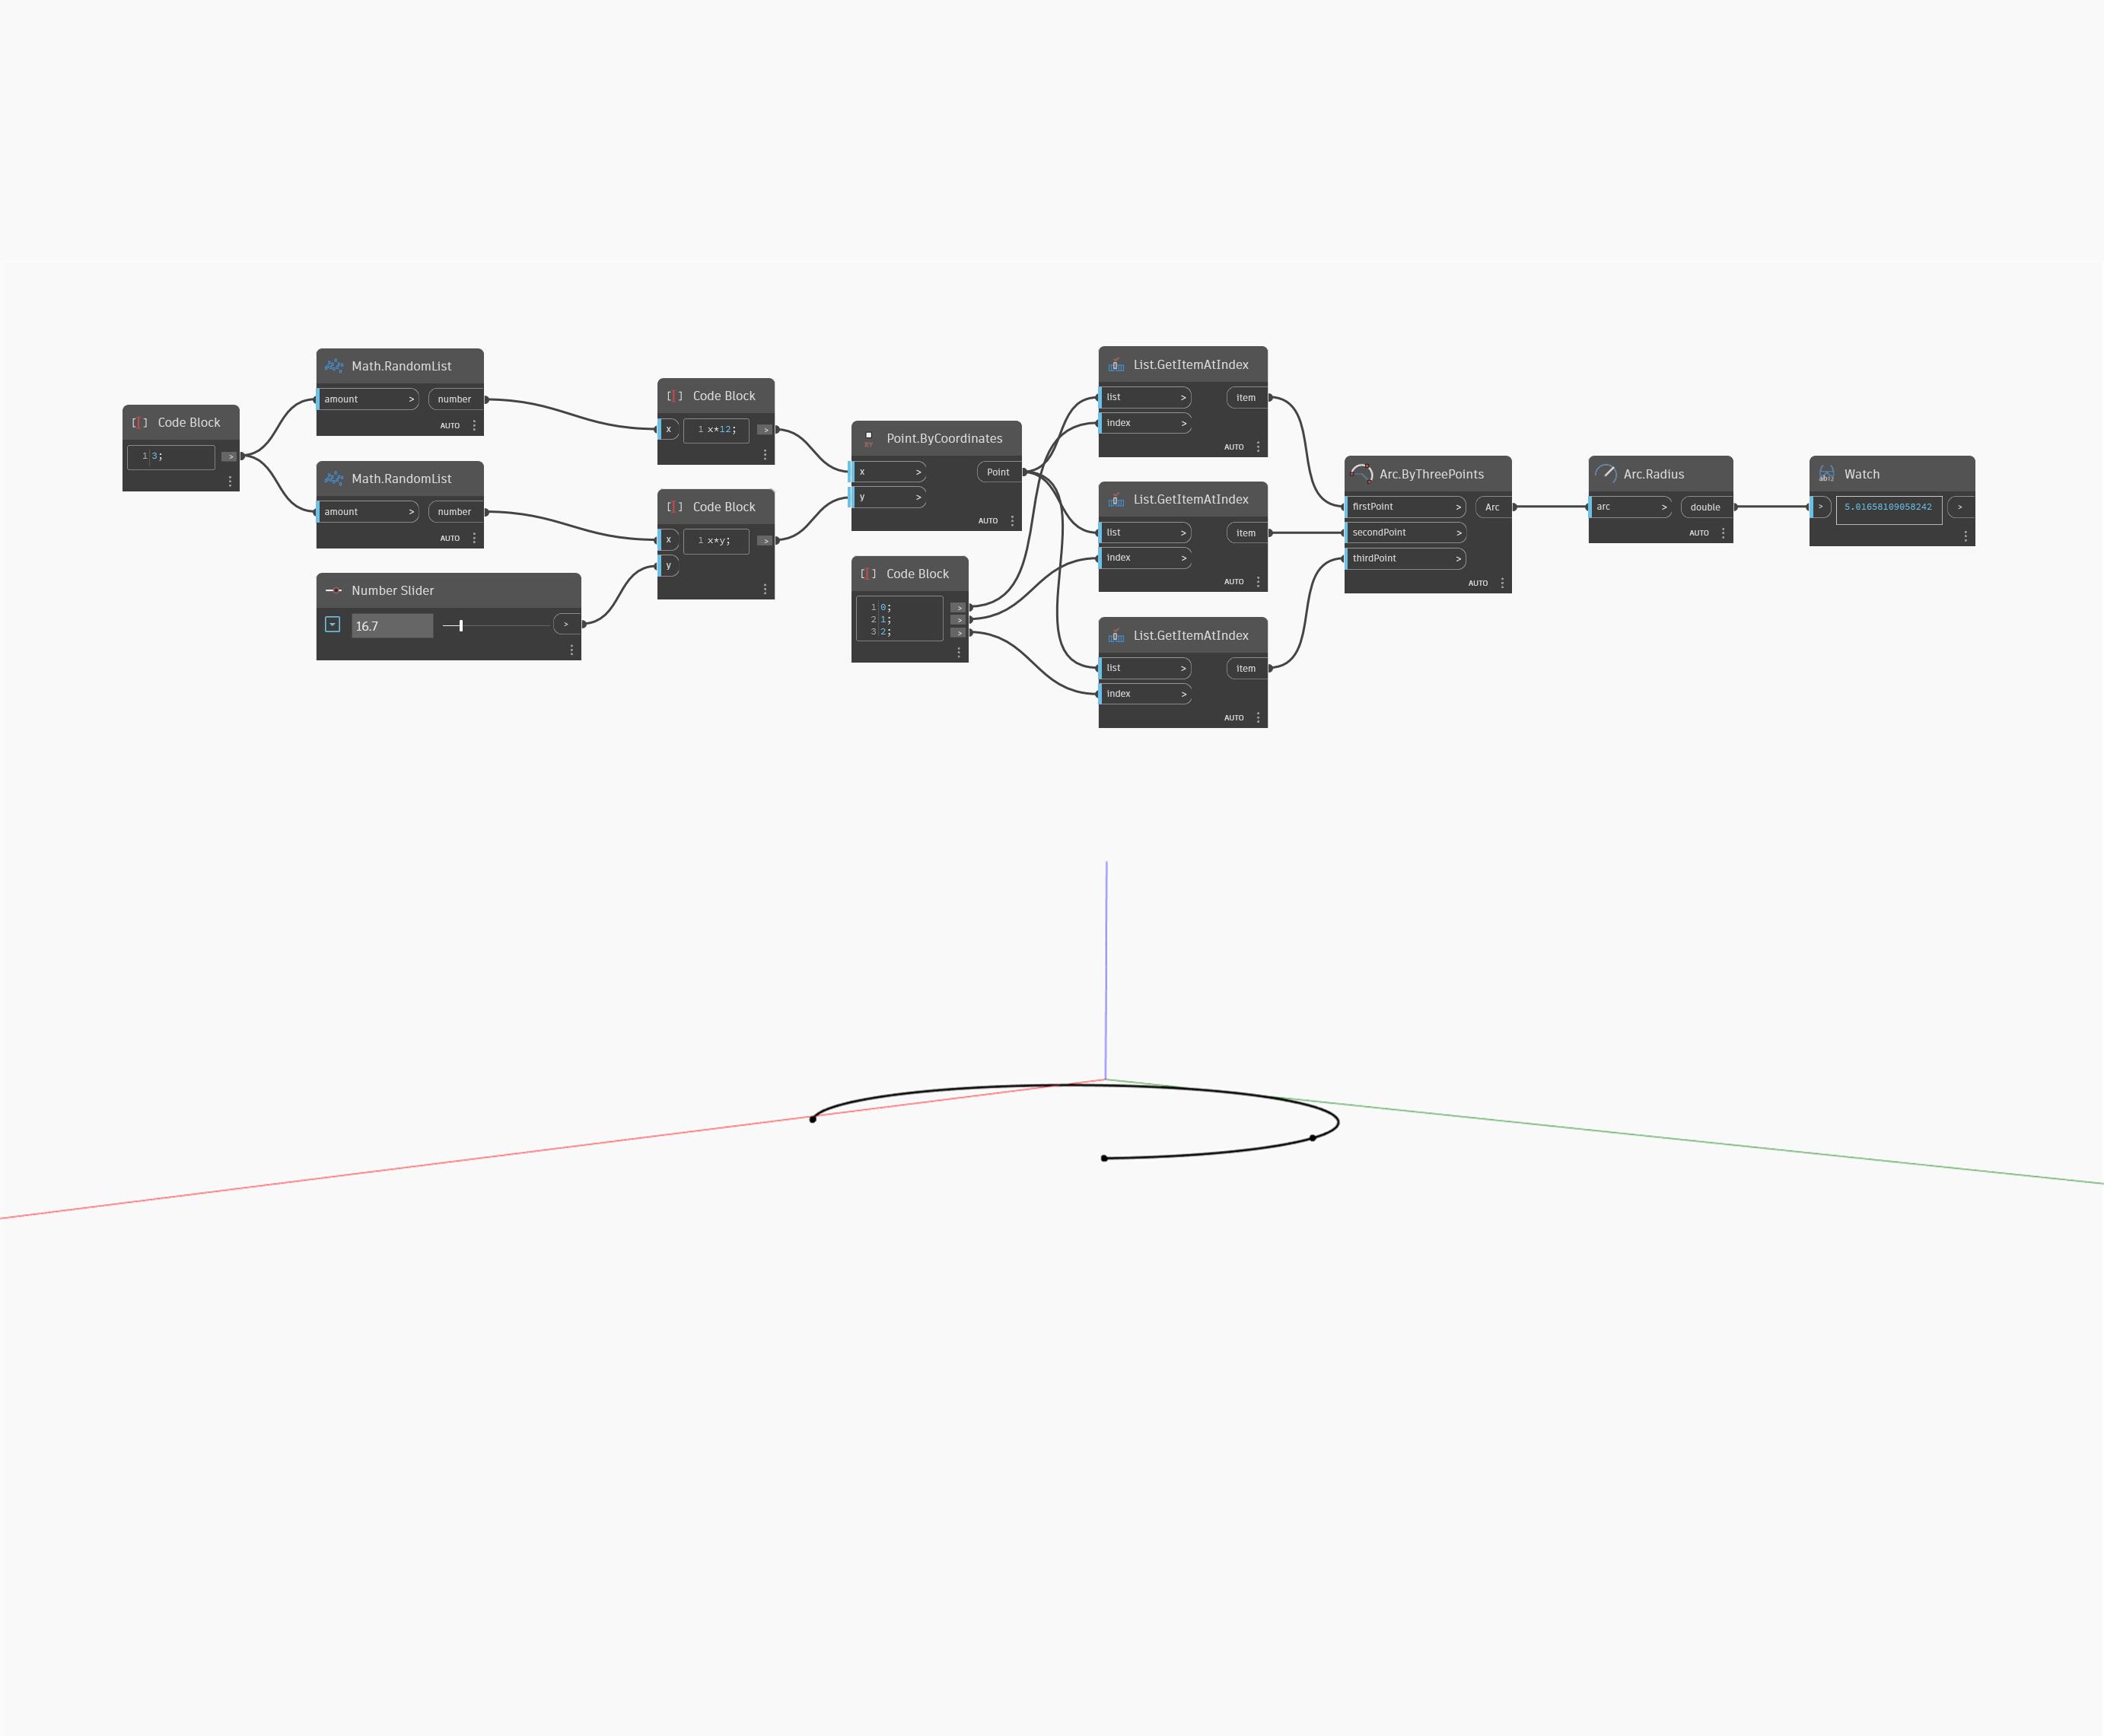 Code Block
1 3;
>
Math.RandomList
amount > number
AUTO
Math.RandomList
amount > number
AUTO
Number Slider
16.7 >
Code Block
x 1 x*12; >
Code Block
x 1 x*y; >
y
Point.ByCoordinates
x > Point
y >
AUTO
Code Block
1 0; >
2 1; >
3 2; >
List.GetItemAtIndex
list > item
index >
AUTO
List.GetItemAtIndex
list > item
index >
AUTO
List.GetItemAtIndex
list > item
index >
AUTO
Arc.ByThreePoints
firstPoint > Arc
secondPoint >
thirdPoint >
AUTO
Arc.Radius
arc > double
AUTO
Watch
> 5.01658109058242 >